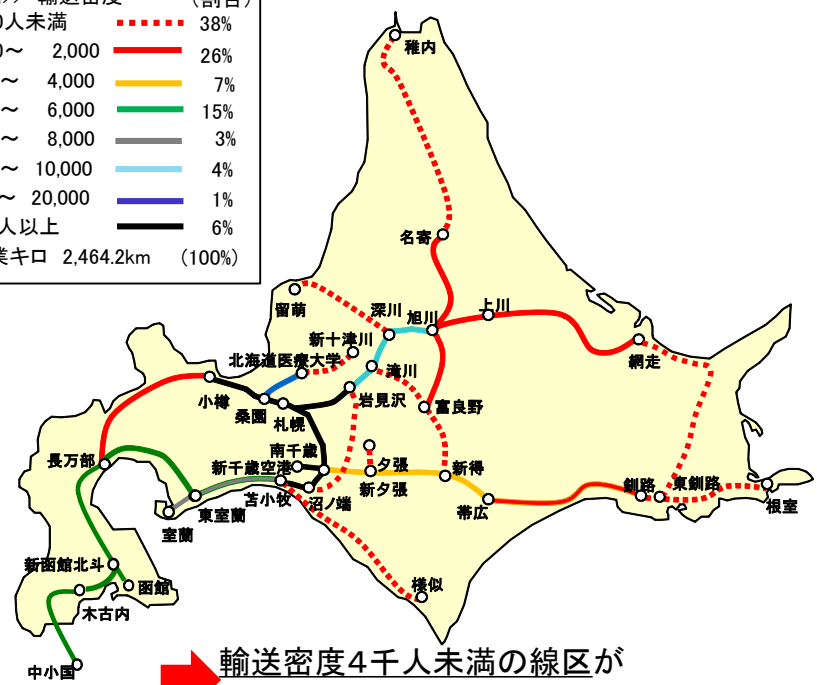 0人未満 38%
0～ 2,000 26%
～ 4,000 7%
～ 6,000 15%
～ 8,000 3%
～ 10,000 4%
～ 20,000 1%
人以上 6%
業キロ 2,464.2km (100%)
稚内
名寄
留萌
深川
旭川
上川
新十津川
北海道医療大学
滝川
網走
小樽
桑園
札幌
岩見沢
富良野
長万部
南千歳
新千歳空港
夕張
新夕張
新得
釧路
東釧路
根室
苫小牧
沼ノ端
帯広
東室蘭
室蘭
新函館北斗
函館
様似
木古内
中小国
輸送密度4千人未満の線区が